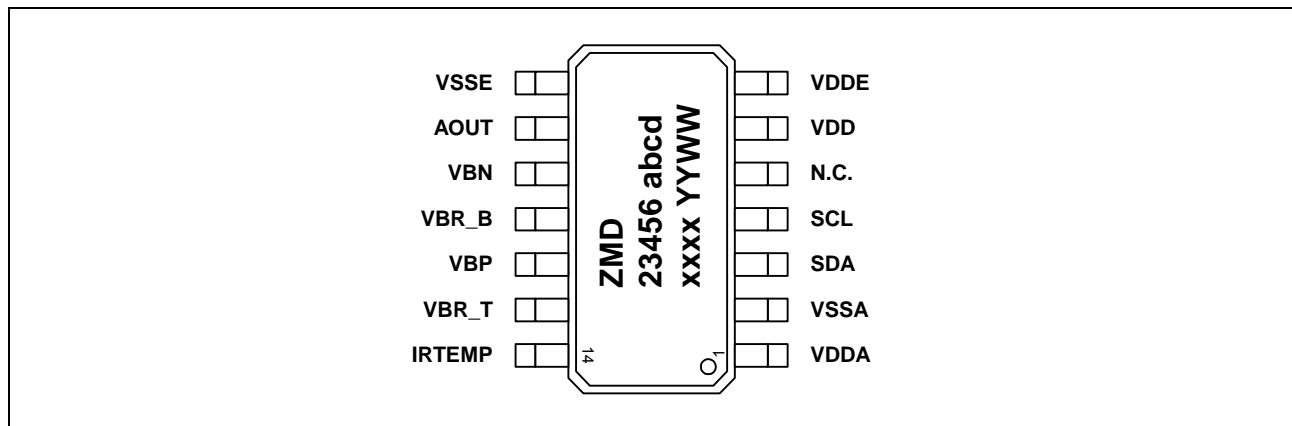 VSSE
AOUT
VBN
VBR_B
VBP
VBR_T
IRTEMP
ZMD
23456 abcd
xxxx YYWW
14
1
VDDE
VDD
N.C.
SCL
SDA
VSSA
VDDA